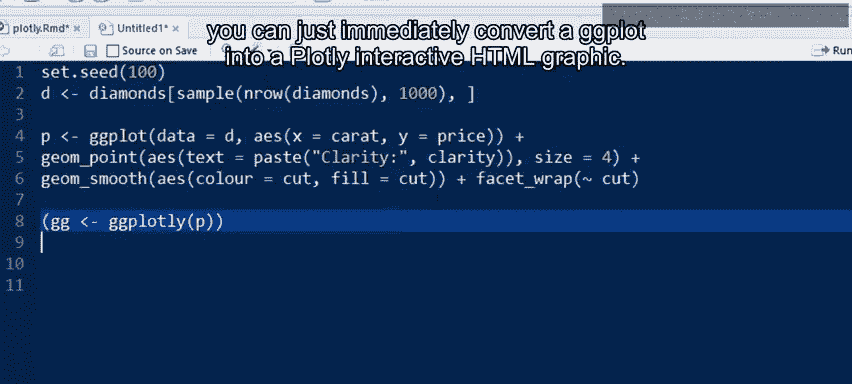 plotly.Rmd* × Untitled1* ×
you can just immediately convert a ggplot
into a Plotly interactive HTML graphic.
Source on Save
Run
1 set.seed(100)
2 d <- diamonds[sample(nrow(diamonds), 1000), ]
3
4 p <- ggplot(data = d, aes(x = carat, y = price)) +
5 geom_point(aes(text = paste("Clarity:", clarity)), size = 4) +
6 geom_smooth(aes(colour = cut, fill = cut)) + facet_wrap(~ cut)
7
8 (gg <- ggplotly(p))
9
10
11